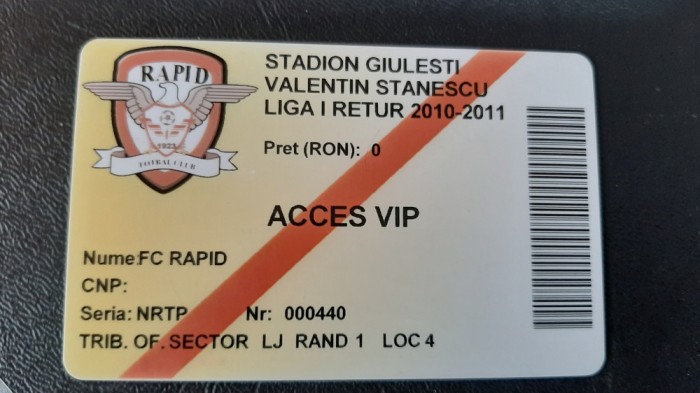 RAPID
1923
FOTBAL CLUB
STADION GIULESTI
VALENTIN STANESCU
LIGA I RETUR 2010-2011
Pret (RON): 0
ACCES VIP
Nume:FC RAPID
CNP:
Seria: NRTP Nr: 000440
TRIB. OF. SECTOR LJ RAND 1 LOC 4